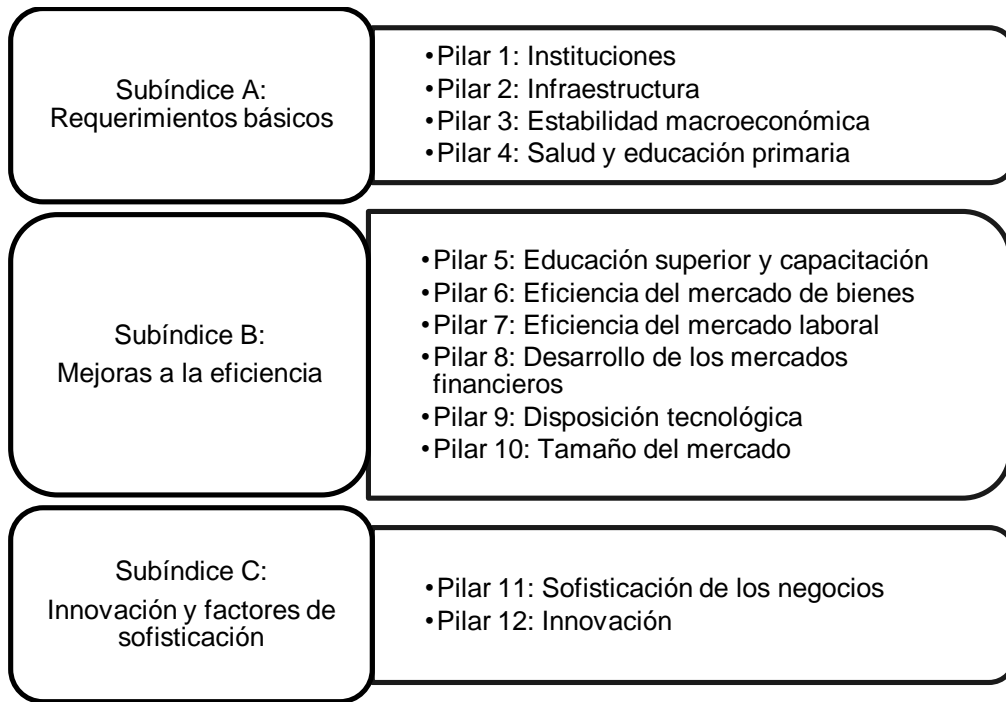 Subíndice A:
Requerimientos básicos
•Pilar 1: Instituciones
•Pilar 2: Infraestructura
•Pilar 3: Estabilidad macroeconómica
•Pilar 4: Salud y educación primaria
Subíndice B:
Mejoras a la eficiencia
•Pilar 5: Educación superior y capacitación
•Pilar 6: Eficiencia del mercado de bienes
•Pilar 7: Eficiencia del mercado laboral
•Pilar 8: Desarrollo de los mercados
financieros
•Pilar 9: Disposición tecnológica
•Pilar 10: Tamaño del mercado
Subíndice C:
Innovación y factores de
sofisticación
•Pilar 11: Sofisticación de los negocios
•Pilar 12: Innovación